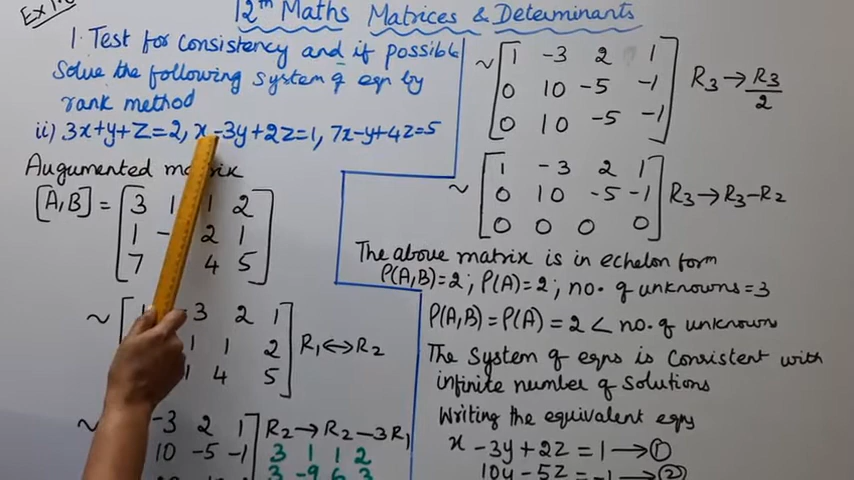 Ex 1.
12th Maths Matrices & Determinants
1. Test for consistency and if possible
Solve the following system of eqn by
rank method
ii) 3x+y+z=2, x-3y+2z=1, 7x-y+4z=5
Augumented matrix
[A,B] = [3 1 1 2
1 - 2 1
7 4 5]
~ [1 -3 2 1
1 1 2
1 4 5] R1↔R2
~ -3 2 1
10 -5 -1] R2→R2-3R1
3 1 1 2
3 -9 6 3
~ [1 -3 2 1
0 10 -5 -1
0 10 -5 -1] R3→R3/2
~ [1 -3 2 1
0 10 -5 -1
0 0 0 0] R3→R3-R2
The above matrix is in echelon form
ρ(A,B)=2; ρ(A)=2; no. of unknowns=3
ρ(A,B)=ρ(A)=2< no. of unknown
The System of eqns is Consistent with
infinite number of Solutions
Writing the equivalent eqns
x -3y+2z = 1 →①
10y-5z = -1 →②